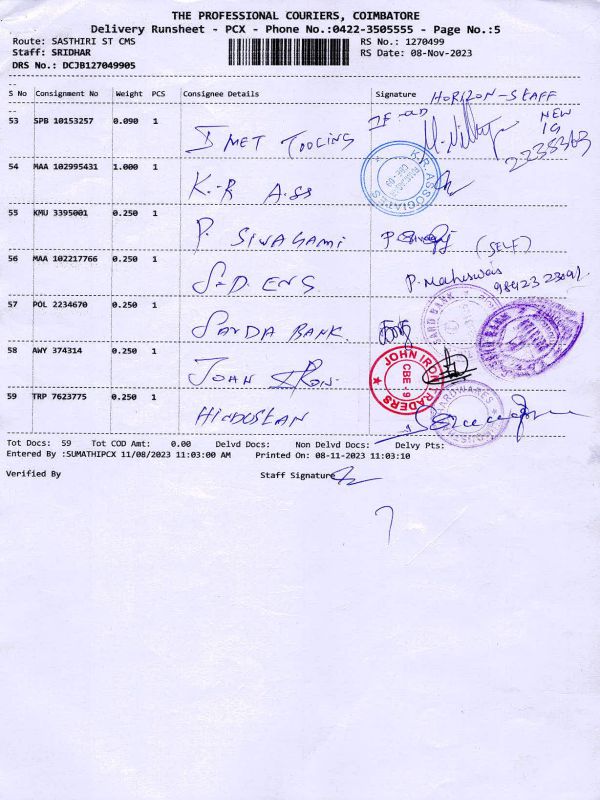 THE PROFESSIONAL COURIERS, COIMBATORE
Delivery Runsheet - PCX - Phone No.:0422-3505555 - Page No.:5
Route: SASTHIRI ST CMS RS No.: 1270499
Staff: SRIDHAR RS Date: 08-Nov-2023
DRS No.: DCJB127049905
S No Consignment No Weight PCS Consignee Details Signature HORIZON-STAFF
53 SPB 10153257 0.090 1 I MET TOOLING NEW
19
2235363
54 MAA 102995431 1.000 1 K.-R ASS K.R ASSOCIATES
55 KMU 3395001 0.250 1 P. SIWAGAMI (SELF)
56 MAA 102217766 0.250 1 S-D. ENG P. Maheswari
57 POL 2234670 0.250 1 SARDA BANK.
58 AWY 374314 0.250 1 JOHN IRON. JOHN IRON TRADERS CBE - 9
59 TRP 7623775 0.250 1 HINDUSTAN
Tot Docs: 59 Tot COD Amt: 0.00 Delvd Docs: Non Delvd Docs: Delvy Pts:
Entered By :SUMATHIPCX 11/08/2023 11:03:00 AM Printed On: 08-11-2023 11:03:10
Verified By Staff Signature